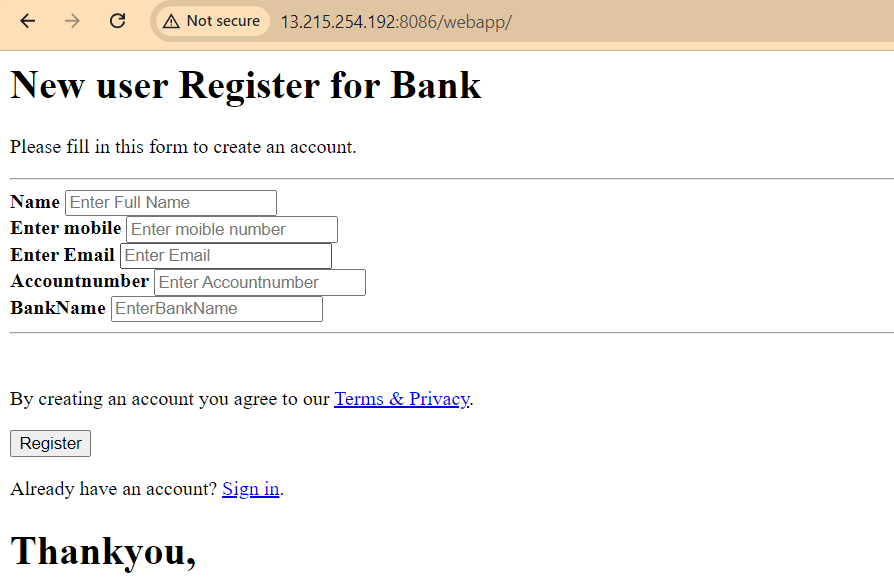 Not secure 13.215.254.192:8086/webapp/
New user Register for Bank
Please fill in this form to create an account.
Name Enter Full Name
Enter mobile Enter moible number
Enter Email Enter Email
Accountnumber Enter Accountnumber
BankName EnterBankName
By creating an account you agree to our Terms & Privacy.
Register
Already have an account? Sign in.
Thankyou,